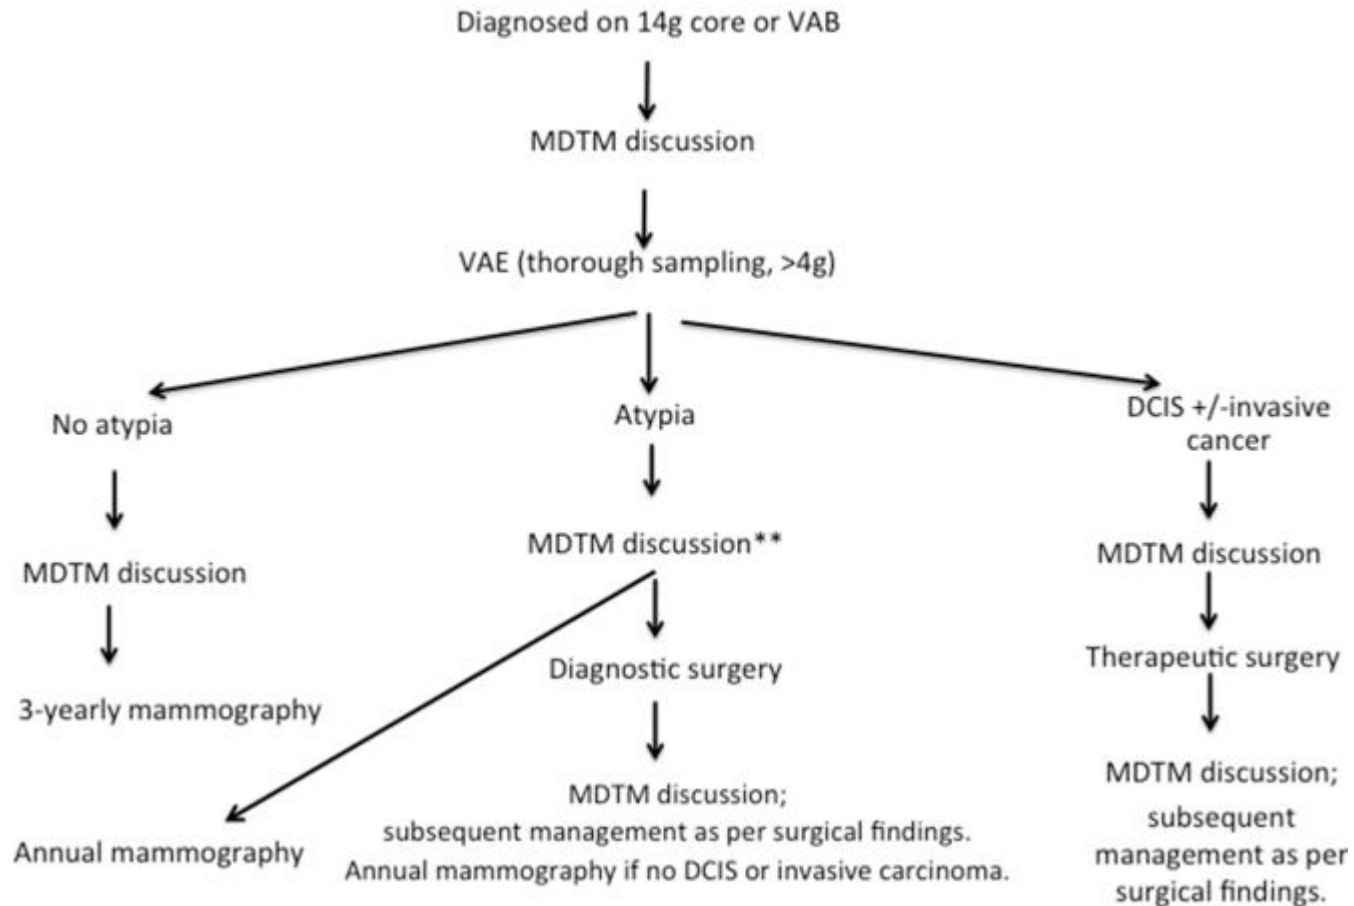 Diagnosed on 14g core or VAB
MDTM discussion
VAE (thorough sampling, >4g)
No atypia
MDTM discussion
3-yearly mammography
Atypia
MDTM discussion**
Annual mammography
Diagnostic surgery
MDTM discussion;
subsequent management as per surgical findings.
Annual mammography if no DCIS or invasive carcinoma.
DCIS +/-invasive
cancer
MDTM discussion
Therapeutic surgery
MDTM discussion;
subsequent
management as per
surgical findings.